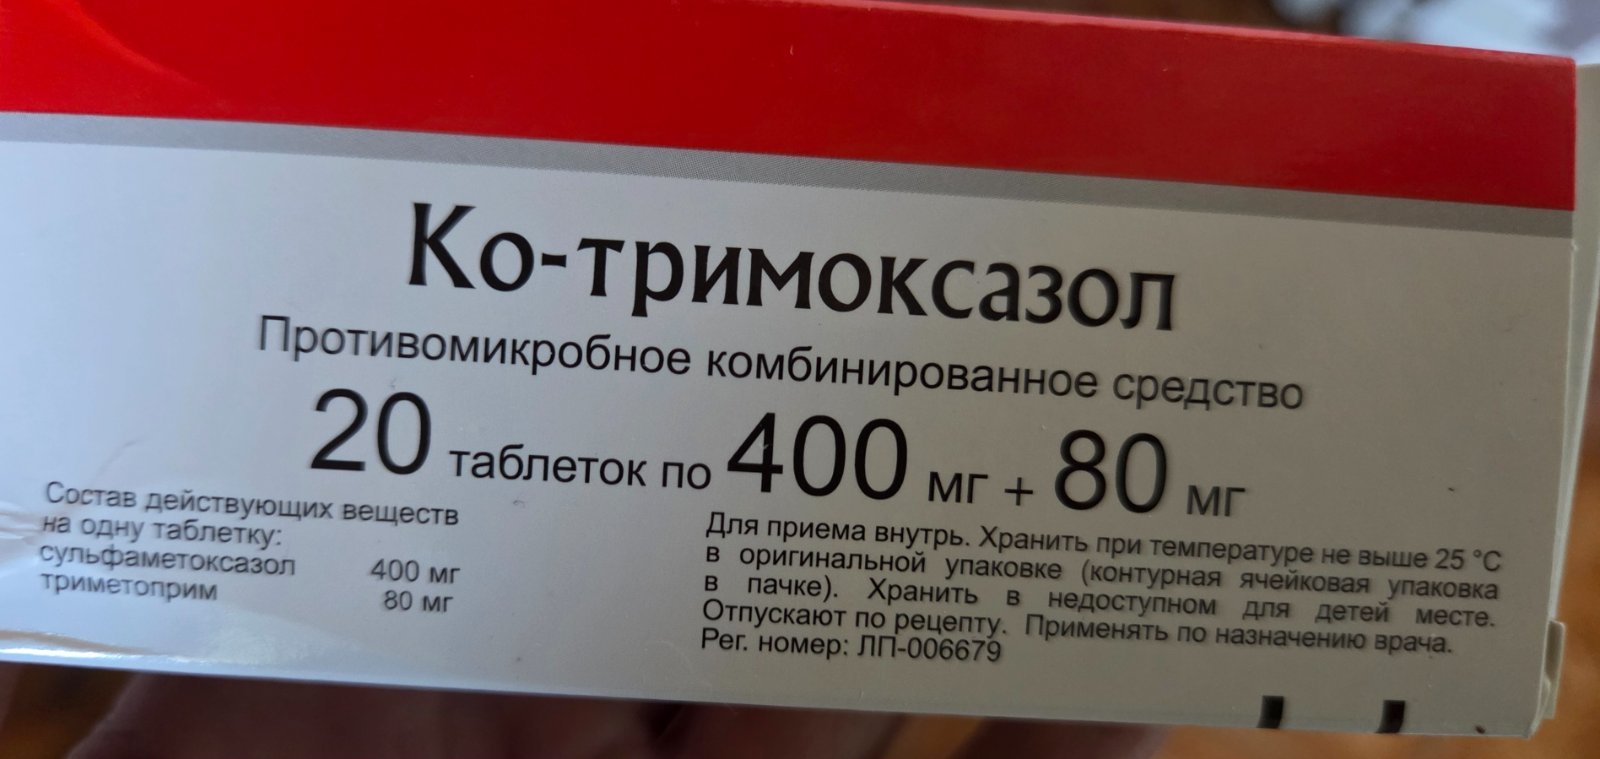 Ко-тримоксазол
Противомикробное комбинированное средство
20 таблеток по 400 мг + 80 мг
Состав действующих веществ
на одну таблетку:
сульфаметоксазол 400 мг
триметоприм 80 мг
Для приема внутрь. Хранить при температуре не выше 25 °C
в оригинальной упаковке (контурная ячейковая упаковка
в пачке). Хранить в недоступном для детей месте.
Отпускают по рецепту. Применять по назначению врача.
Рег. номер: ЛП-006679